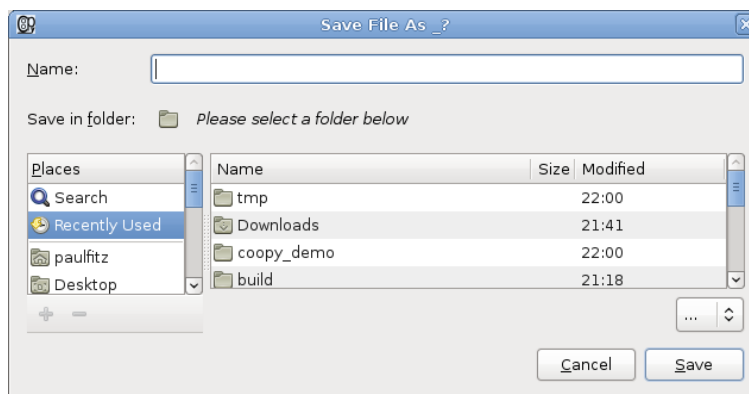 Save File As _?
Name:
Save in folder: Please select a folder below
Places Name Size Modified
Search tmp 22:00
Recently Used Downloads 21:41
paulfitz coopy_demo 22:00
Desktop build 21:18
...
Cancel Save